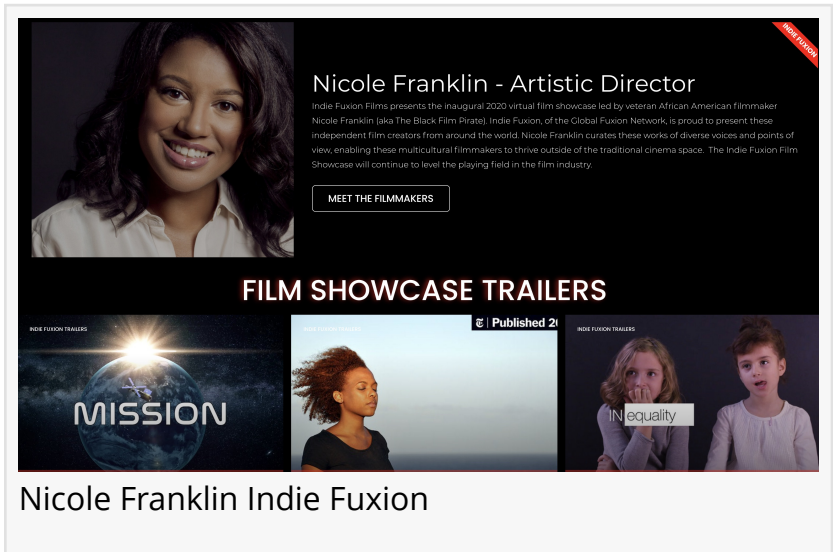 INDIE FUXION
Nicole Franklin - Artistic Director
Indie Fuxion Films presents the inaugural 2020 virtual film showcase led by veteran African American filmmaker
Nicole Franklin (aka The Black Film Pirate). Indie Fuxion, of the Global Fuxion Network, is proud to present these
independent film creators from around the world. Nicole Franklin curates these works of diverse voices and points of
view, enabling these multicultural filmmakers to thrive outside of the traditional cinema space. The Indie Fuxion Film
Showcase will continue to level the playing field in the film industry.
MEET THE FILMMAKERS
FILM SHOWCASE TRAILERS
INDIE FUXION TRAILERS
MISSION
INDIE FUXION TRAILERS
Published 20
INDIE FUXION TRAILERS
IN equality
Nicole Franklin Indie Fuxion